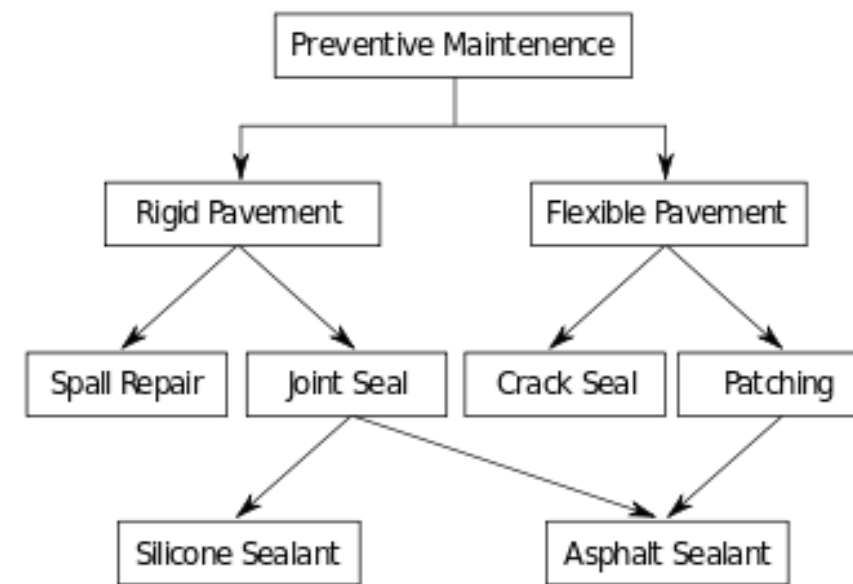 Preventive Maintenence
Rigid Pavement
Flexible Pavement
Spall Repair
Joint Seal
Crack Seal
Patching
Silicone Sealant
Asphalt Sealant